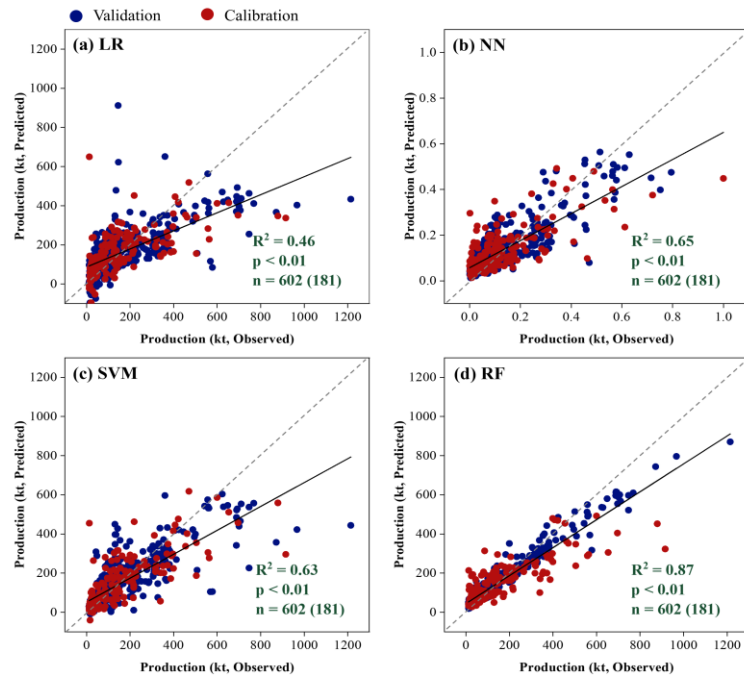 Validation Calibration
(a) LR
1200
1000
800
600
400
200
0
Production (kt, Predicted)
R² = 0.46
p < 0.01
n = 602 (181)
0 200 400 600 800 1000 1200
Production (kt, Observed)
(b) NN
1.0
0.8
0.6
0.4
0.2
0.0
Production (kt, Predicted)
R² = 0.65
p < 0.01
n = 602 (181)
0.0 0.2 0.4 0.6 0.8 1.0
Production (kt, Observed)
(c) SVM
1200
1000
800
600
400
200
0
Production (kt, Predicted)
R² = 0.63
p < 0.01
n = 602 (181)
0 200 400 600 800 1000 1200
Production (kt, Observed)
(d) RF
1200
1000
800
600
400
200
0
Production (kt, Predicted)
R² = 0.87
p < 0.01
n = 602 (181)
0 200 400 600 800 1000 1200
Production (kt, Observed)